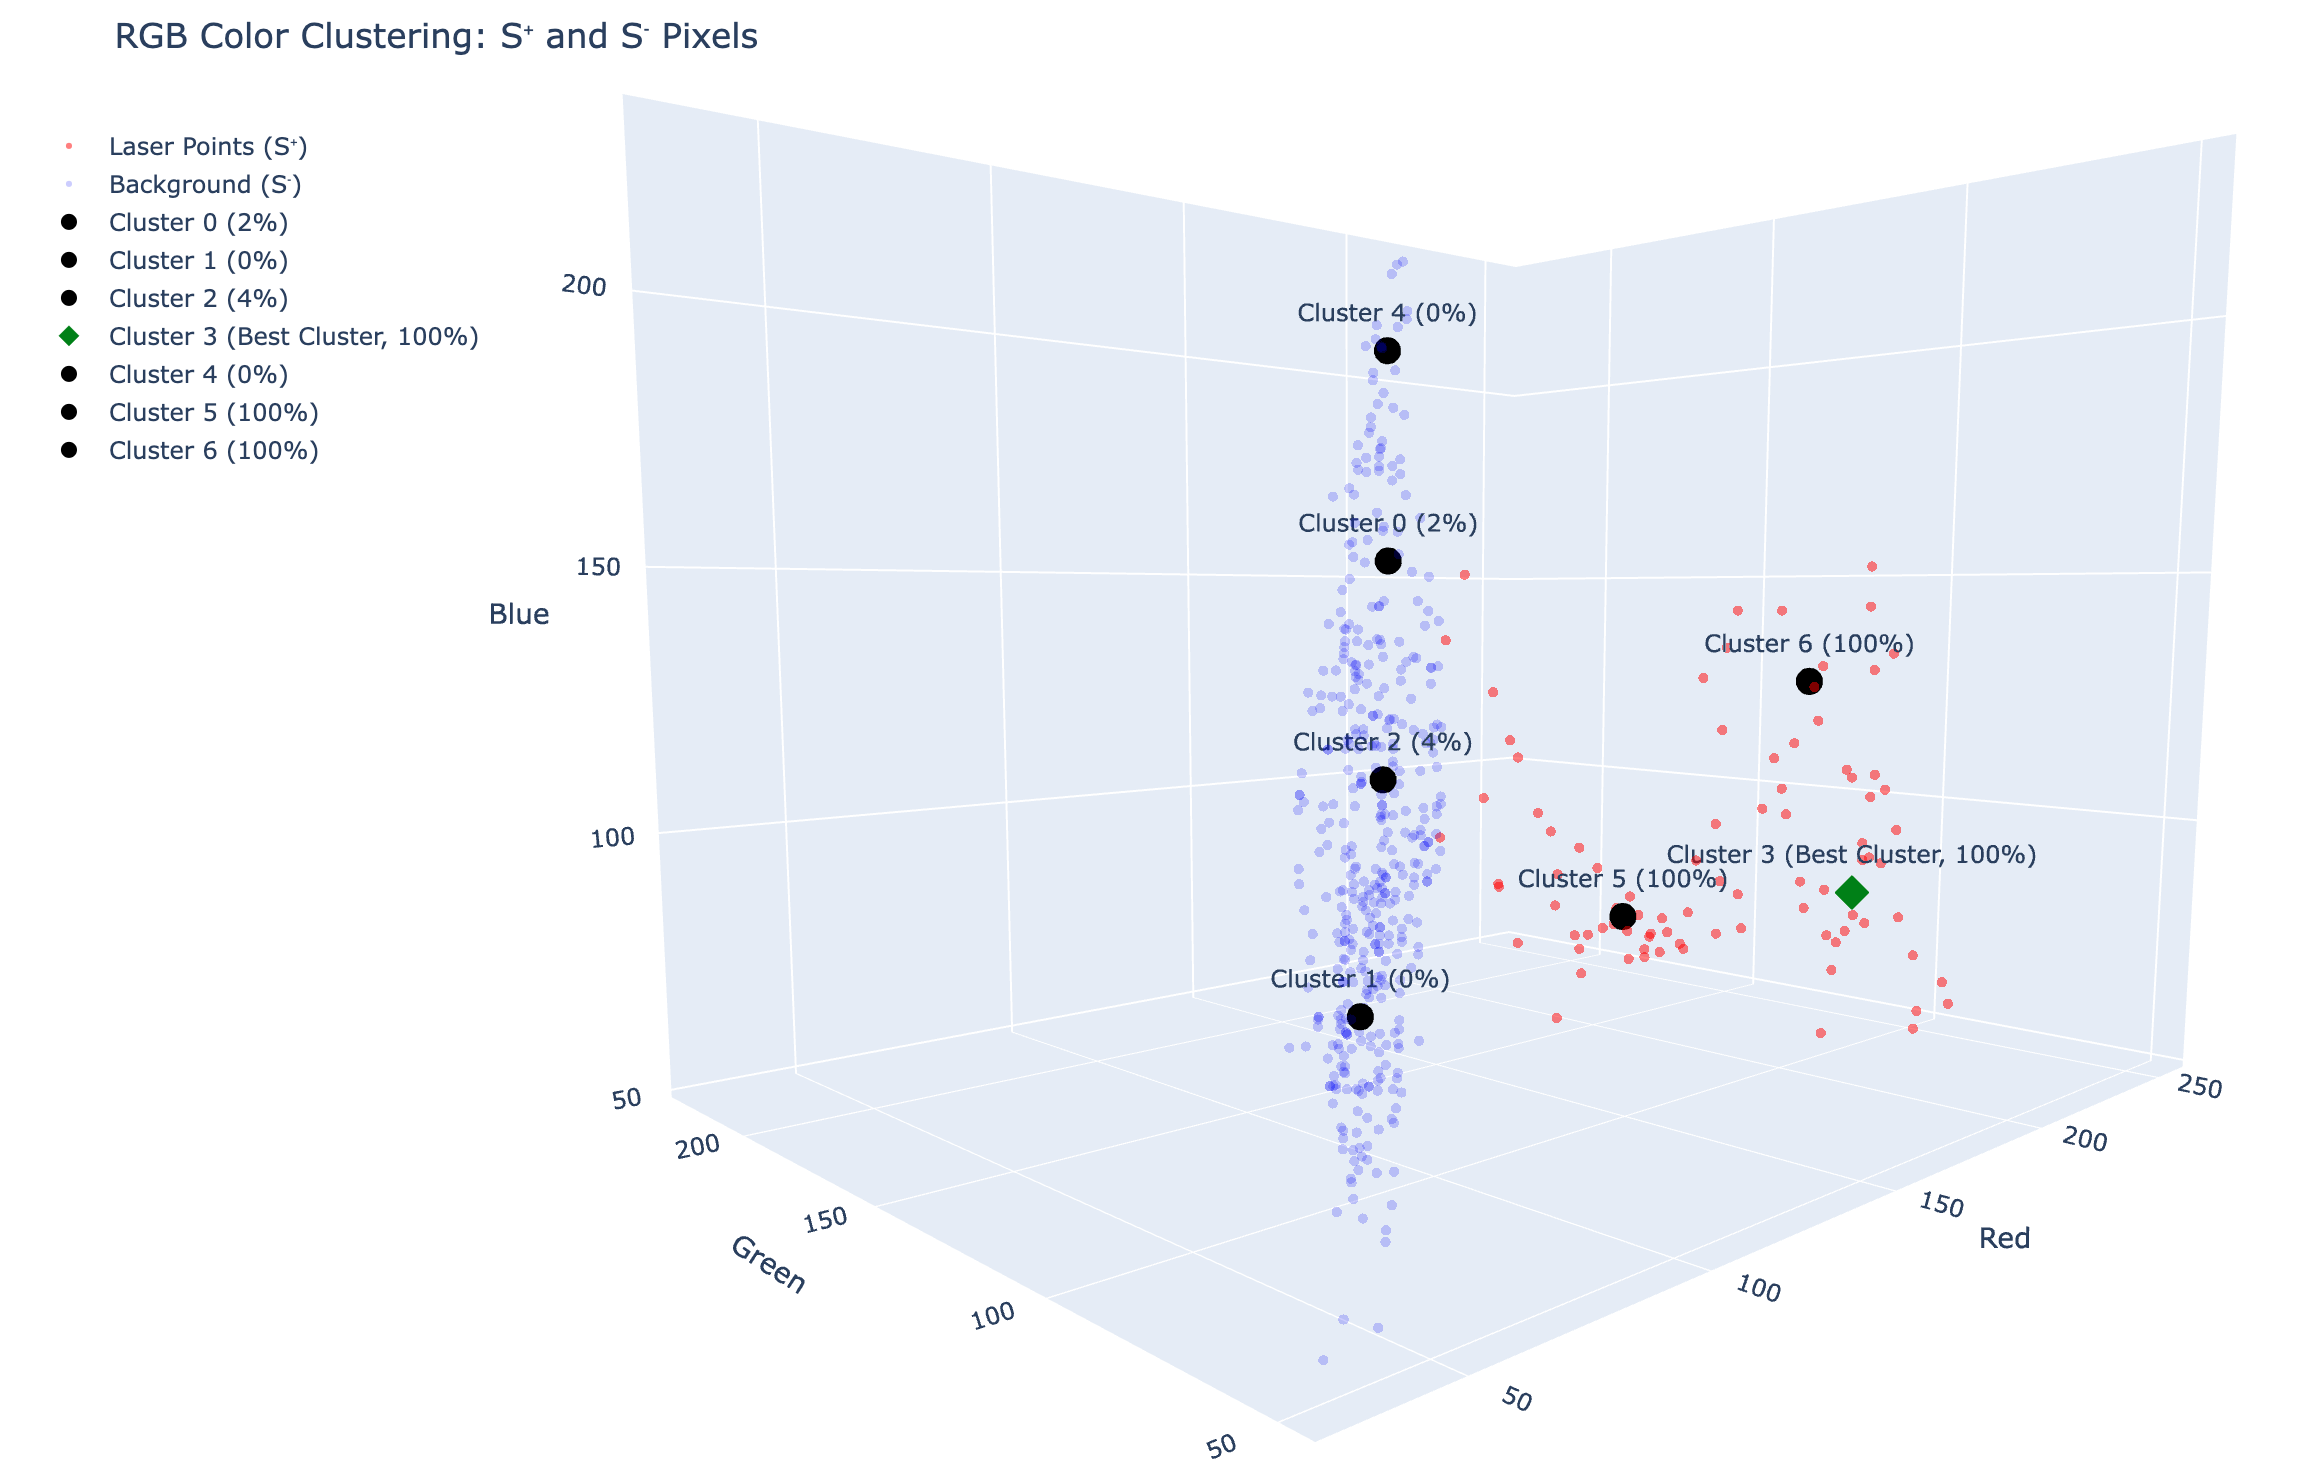 RGB Color Clustering: S⁺ and S⁻ Pixels
Laser Points (S⁺)
Background (S⁻)
Cluster 0 (2%)
Cluster 1 (0%)
Cluster 2 (4%)
Cluster 3 (Best Cluster, 100%)
Cluster 4 (0%)
Cluster 5 (100%)
Cluster 6 (100%)
Cluster 4 (0%)
Cluster 0 (2%)
Cluster 6 (100%)
Cluster 2 (4%)
Cluster 3 (Best Cluster, 100%)
Cluster 5 (100%)
Cluster 1 (0%)
200
150
Blue
100
50
200
150
Green
100
50
250
200
150
Red
100
50